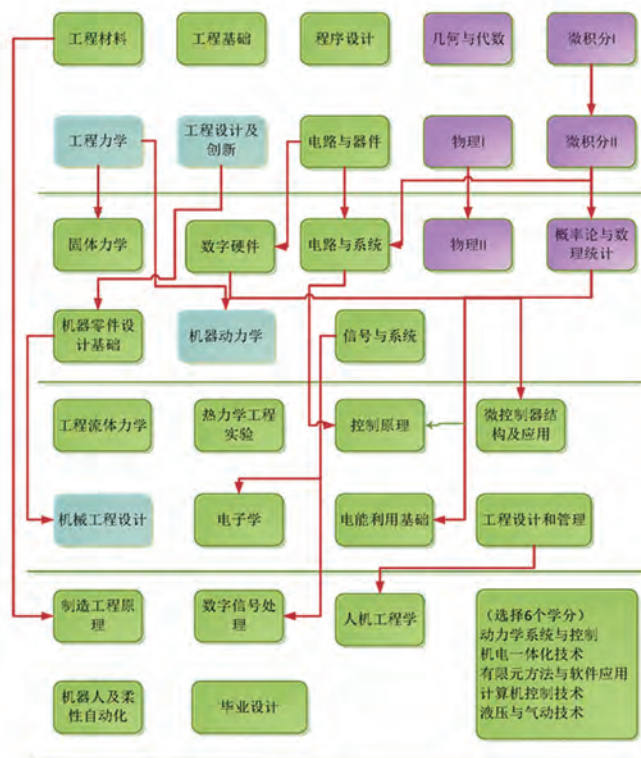 工程材料
工程基础
程序设计
几何与代数
微积分I
工程力学
工程设计及
创新
电路与器件
物理I
微积分II
固体力学
数字硬件
电路与系统
物理II
概率论与数
理统计
机器零件设
计基础
机器动力学
信号与系统
工程流体力学
热力学工程
实验
控制原理
微控制器结
构及应用
机械工程设计
电子学
电能利用基础
工程设计和管理
制造工程原
理
数字信号处
理
人机工程学
（选择6个学分）
动力学系统与控制
机电一体化技术
有限元方法与软件应用
计算机控制技术
液压与气动技术
机器人及柔
性自动化
毕业设计